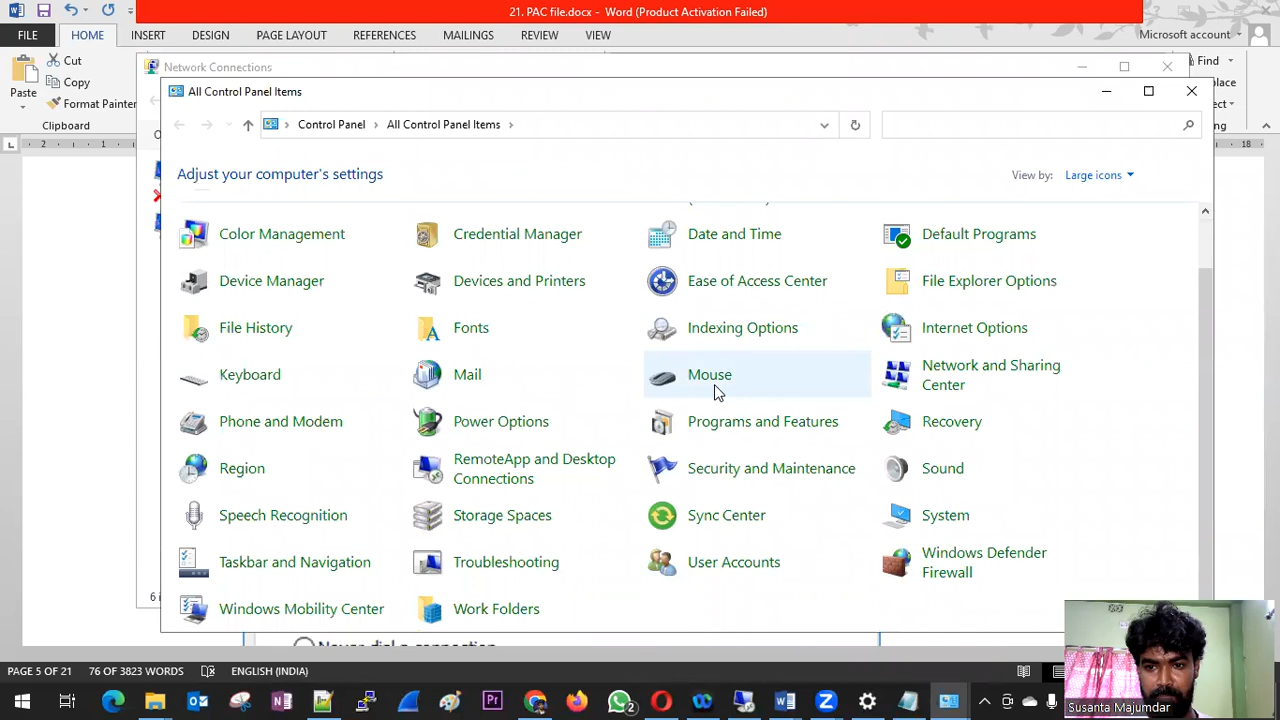 21. PAC file.docx - Word (Product Activation Failed)
FILE
HOME
INSERT
DESIGN
PAGE LAYOUT
REFERENCES
MAILINGS
REVIEW
VIEW
Microsoft account
Cut
Copy
Format Painter
Paste
Clipboard
Find
Network Connections
All Control Panel Items
Control Panel
All Control Panel Items
Adjust your computer's settings
View by:
Large icons
2
1
18
Color Management
Credential Manager
Date and Time
Default Programs
Device Manager
Devices and Printers
Ease of Access Center
File Explorer Options
File History
Fonts
Indexing Options
Internet Options
Keyboard
Mail
Mouse
Network and Sharing
Center
Phone and Modem
Power Options
Programs and Features
Recovery
Region
RemoteApp and Desktop
Connections
Security and Maintenance
Sound
Speech Recognition
Storage Spaces
Sync Center
System
Taskbar and Navigation
Troubleshooting
User Accounts
Windows Defender
Firewall
Windows Mobility Center
Work Folders
Never dial a connection
PAGE 5 OF 21
76 OF 3823 WORDS
ENGLISH (INDIA)
2
Susanta Majumdar